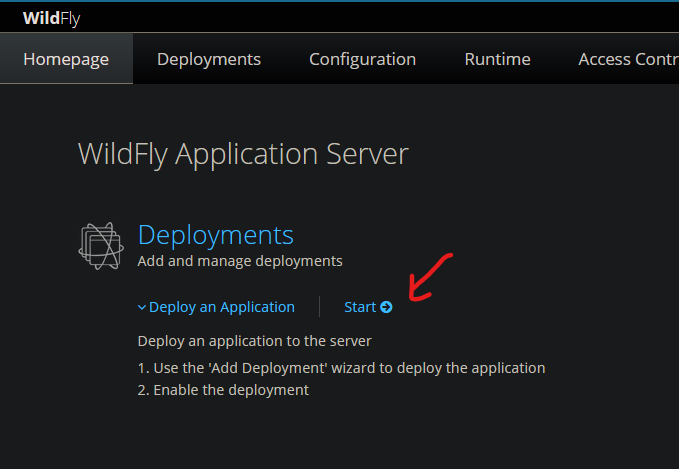 WildFly
Homepage Deployments Configuration Runtime Access Contr
WildFly Application Server
Deployments
Add and manage deployments
Deploy an Application Start
Deploy an application to the server
1. Use the 'Add Deployment' wizard to deploy the application
2. Enable the deployment